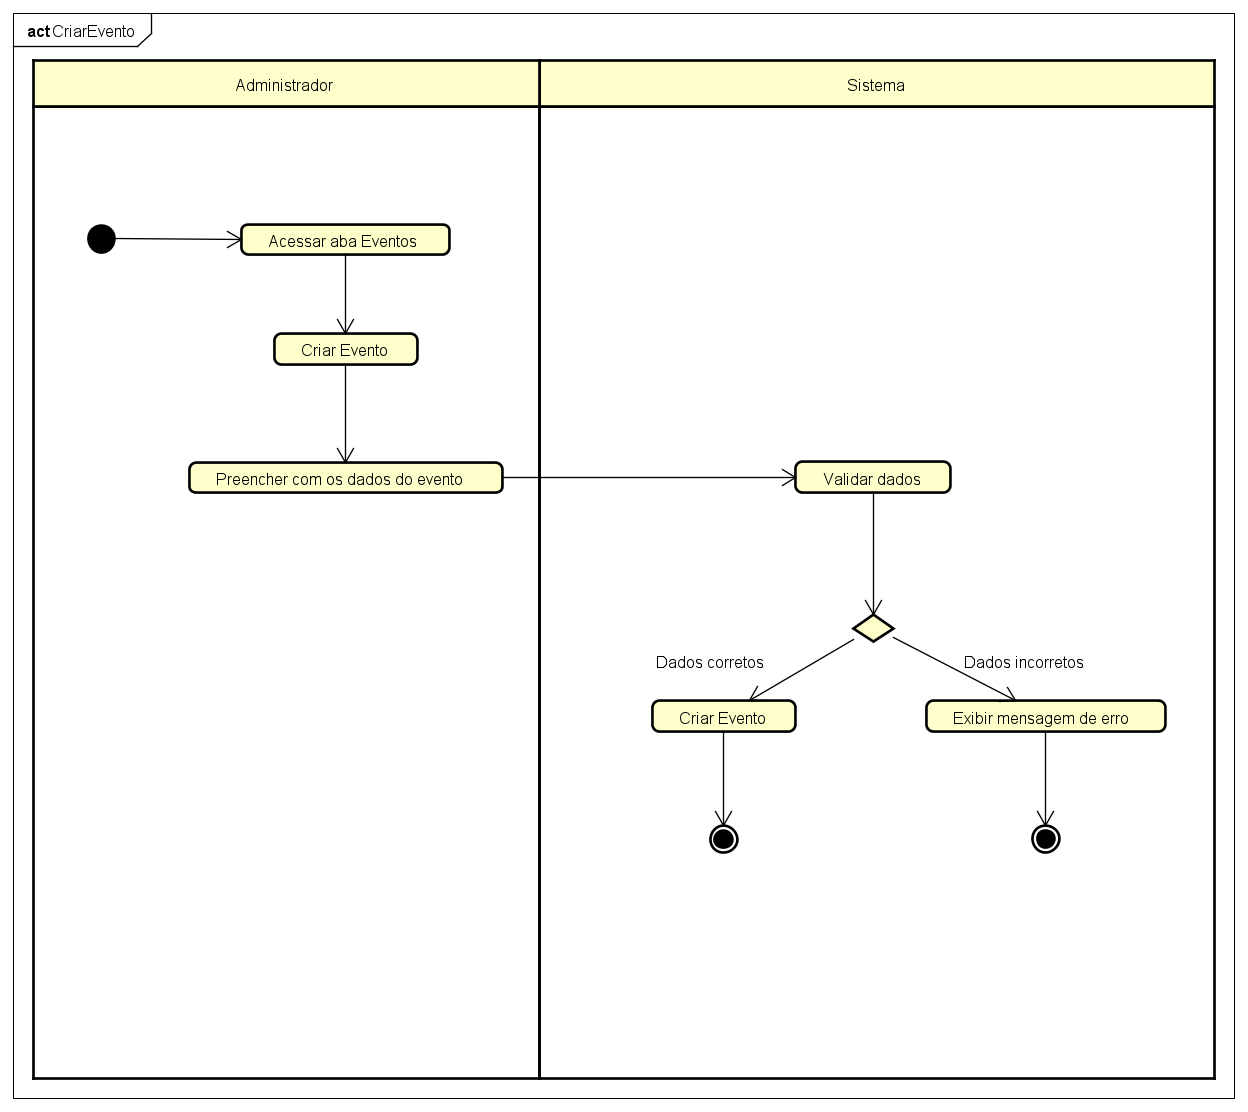 act CriarEvento
Administrador
Sistema
Acessar aba Eventos
Criar Evento
Preencher com os dados do evento
Validar dados
Dados corretos
Dados incorretos
Criar Evento
Exibir mensagem de erro